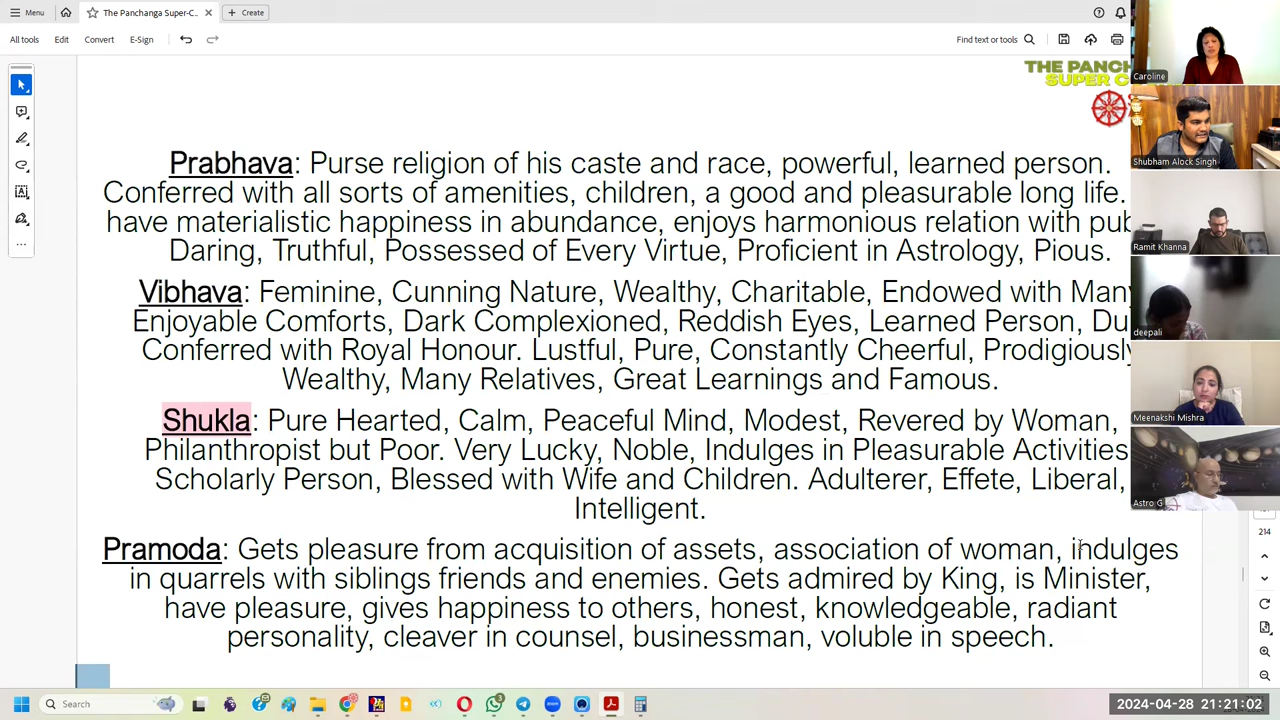 Menu
The Panchanga Super-C...
Create
All tools
Edit
Convert
E-Sign
Find text or tools
THE PANCH
SUPER C
Caroline
Prabhava: Purse religion of his caste and race, powerful, learned person.
Conferred with all sorts of amenities, children, a good and pleasurable long life.
have materialistic happiness in abundance, enjoys harmonious relation with pub
Daring, Truthful, Possessed of Every Virtue, Proficient in Astrology, Pious.
Vibhava: Feminine, Cunning Nature, Wealthy, Charitable, Endowed with Many
Enjoyable Comforts, Dark Complexioned, Reddish Eyes, Learned Person, Du
Conferred with Royal Honour. Lustful, Pure, Constantly Cheerful, Prodigiously
Wealthy, Many Relatives, Great Learnings and Famous.
Shukla: Pure Hearted, Calm, Peaceful Mind, Modest, Revered by Woman,
Philanthropist but Poor. Very Lucky, Noble, Indulges in Pleasurable Activities
Scholarly Person, Blessed with Wife and Children. Adulterer, Effete, Liberal,
Intelligent.
Pramoda: Gets pleasure from acquisition of assets, association of woman, indulges
in quarrels with siblings friends and enemies. Gets admired by King, is Minister,
have pleasure, gives happiness to others, honest, knowledgeable, radiant
personality, cleaver in counsel, businessman, voluble in speech.
Shubham Alock Singh
Ramit Khanna
deepali
Meenakshi Mishra
Astro G
214
Search
3
2024-04-28 21:21:02